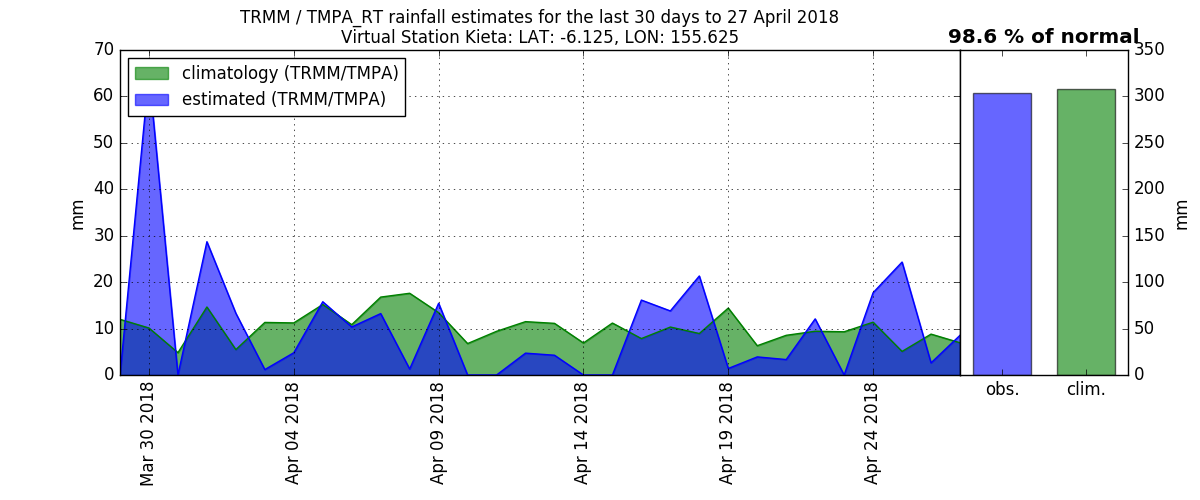 TRMM / TMPA_RT rainfall estimates for the last 30 days to 27 April 2018
Virtual Station Kieta: LAT: -6.125, LON: 155.625
98.6 % of normal
climatology (TRMM/TMPA)
estimated (TRMM/TMPA)
70
60
50
40
30
20
10
0
mm
Mar 30 2018
Apr 04 2018
Apr 09 2018
Apr 14 2018
Apr 19 2018
Apr 24 2018
350
300
250
200
150
100
50
0
mm
obs.
clim.